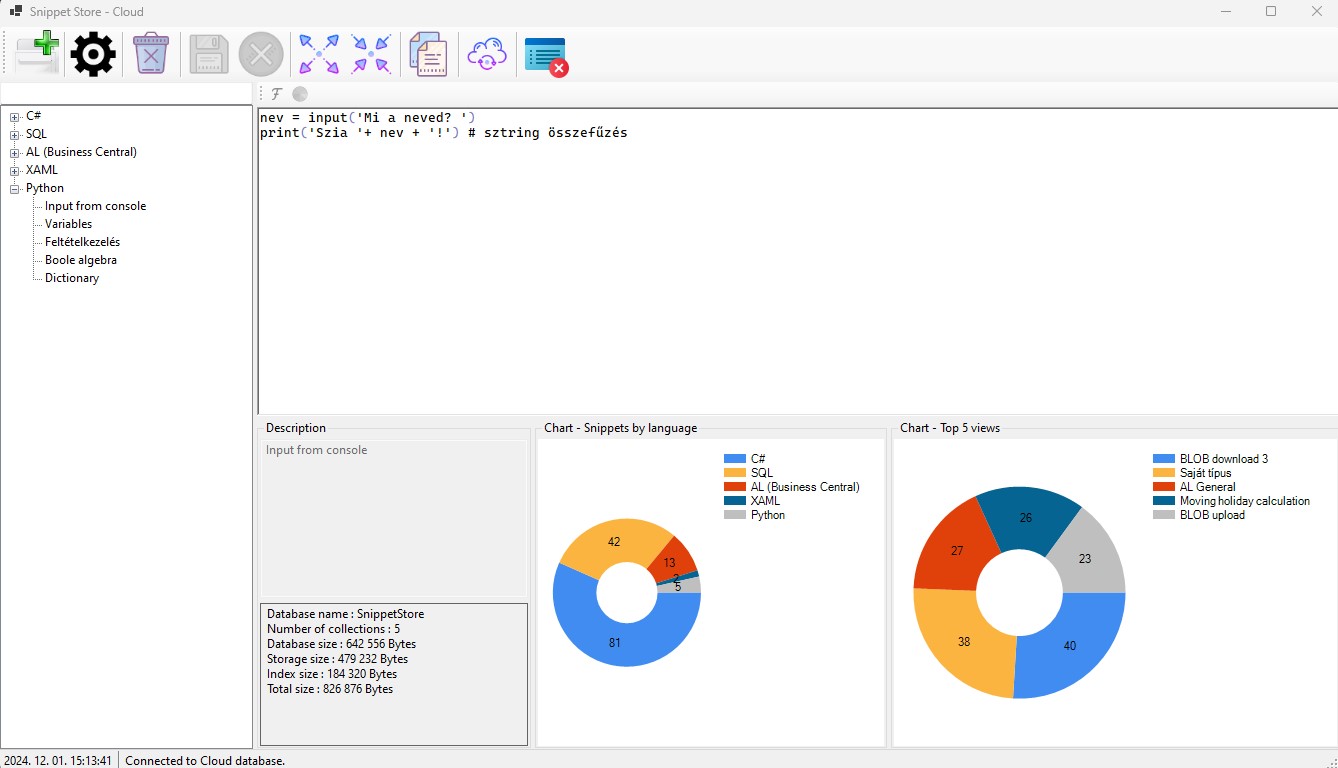 Snippet Store - Cloud
C#
SQL
AL (Business Central)
XAML
Python
Input from console
Variables
Feltételkezelés
Boole algebra
Dictionary
F
nev = input('Mi a neved? ')
print('Szia '+ nev + '!') # sztring összefűzés
Description
Input from console
Database name : SnippetStore
Number of collections : 5
Database size : 642 556 Bytes
Storage size : 479 232 Bytes
Index size : 184 320 Bytes
Total size : 826 876 Bytes
Chart - Snippets by language
C#
SQL
AL (Business Central)
XAML
Python
42
13
2
5
81
Chart - Top 5 views
BLOB download 3
Saját típus
AL General
Moving holiday calculation
BLOB upload
26
27
23
38
40
2024. 12. 01. 15:13:41
Connected to Cloud database.